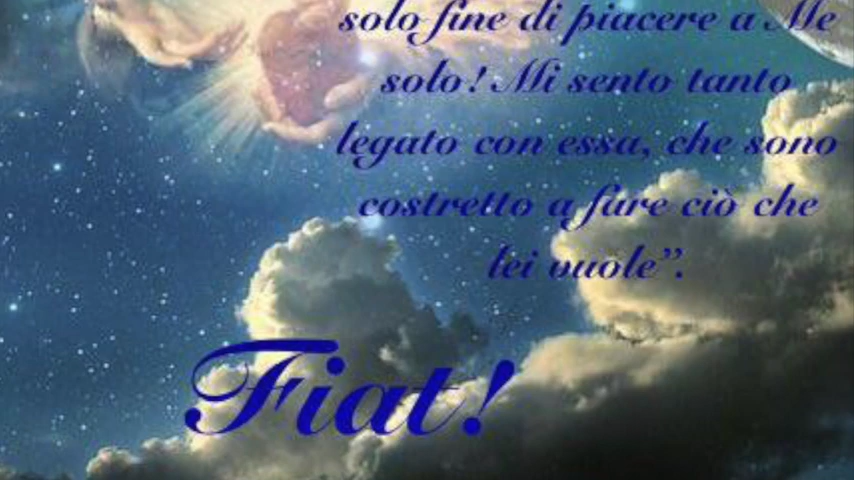 solo fine di piacere a Me
solo! Mi sento tanto
legato con essa, che sono
costretto a fare ciò che
lei vuole”.
Fiat!